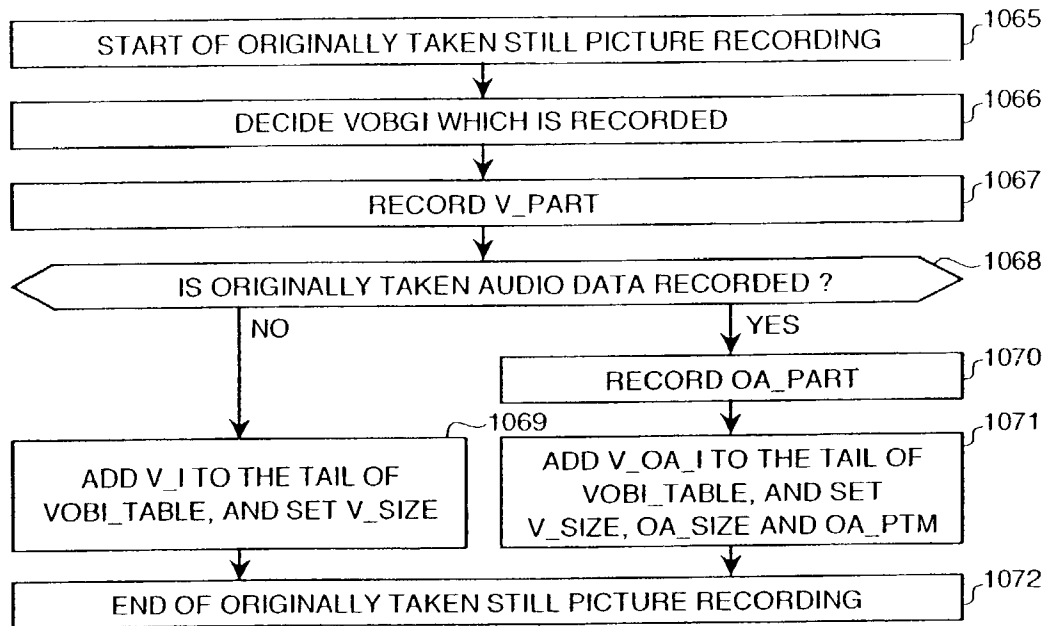 START OF ORIGINALLY TAKEN STILL PICTURE RECORDING
1065
DECIDE VOBGI WHICH IS RECORDED
1066
RECORD V_PART
1067
IS ORIGINALLY TAKEN AUDIO DATA RECORDED ?
1068
NO
YES
RECORD OA_PART
1070
1069
ADD V_I TO THE TAIL OF
VOBI_TABLE, AND SET V_SIZE
1071
ADD V_OA_I TO THE TAIL OF
VOBI_TABLE, AND SET
V_SIZE, OA_SIZE AND OA_PTM
END OF ORIGINALLY TAKEN STILL PICTURE RECORDING
1072